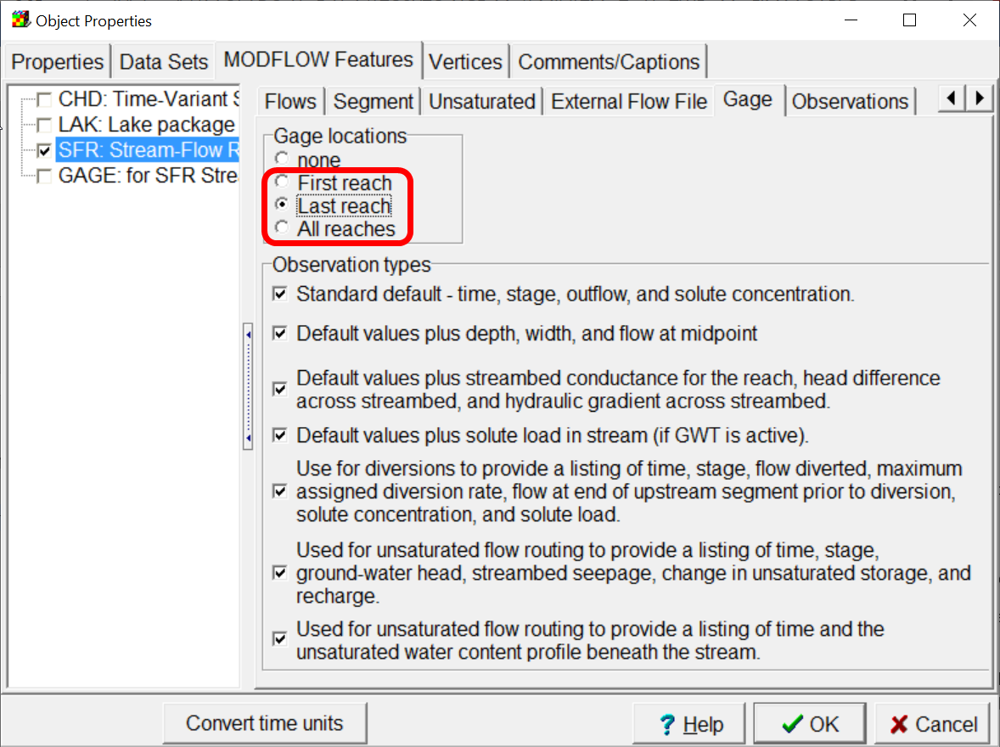 Object Properties
Properties
Data Sets
MODFLOW Features
Vertices
Comments/Captions
CHD: Time-Variant S
LAK: Lake package
SFR: Stream-Flow R
GAGE: for SFR Stre
Flows
Segment
Unsaturated
External Flow File
Gage
Observations
Gage locations
none
First reach
Last reach
All reaches
Observation types
Standard default - time, stage, outflow, and solute concentration.
Default values plus depth, width, and flow at midpoint
Default values plus streambed conductance for the reach, head difference
across streambed, and hydraulic gradient across streambed.
Default values plus solute load in stream (if GWT is active).
Use for diversions to provide a listing of time, stage, flow diverted, maximum
assigned diversion rate, flow at end of upstream segment prior to diversion,
solute concentration, and solute load.
Used for unsaturated flow routing to provide a listing of time, stage,
ground-water head, streambed seepage, change in unsaturated storage, and
recharge.
Used for unsaturated flow routing to provide a listing of time and the
unsaturated water content profile beneath the stream.
Convert time units
Help
OK
Cancel